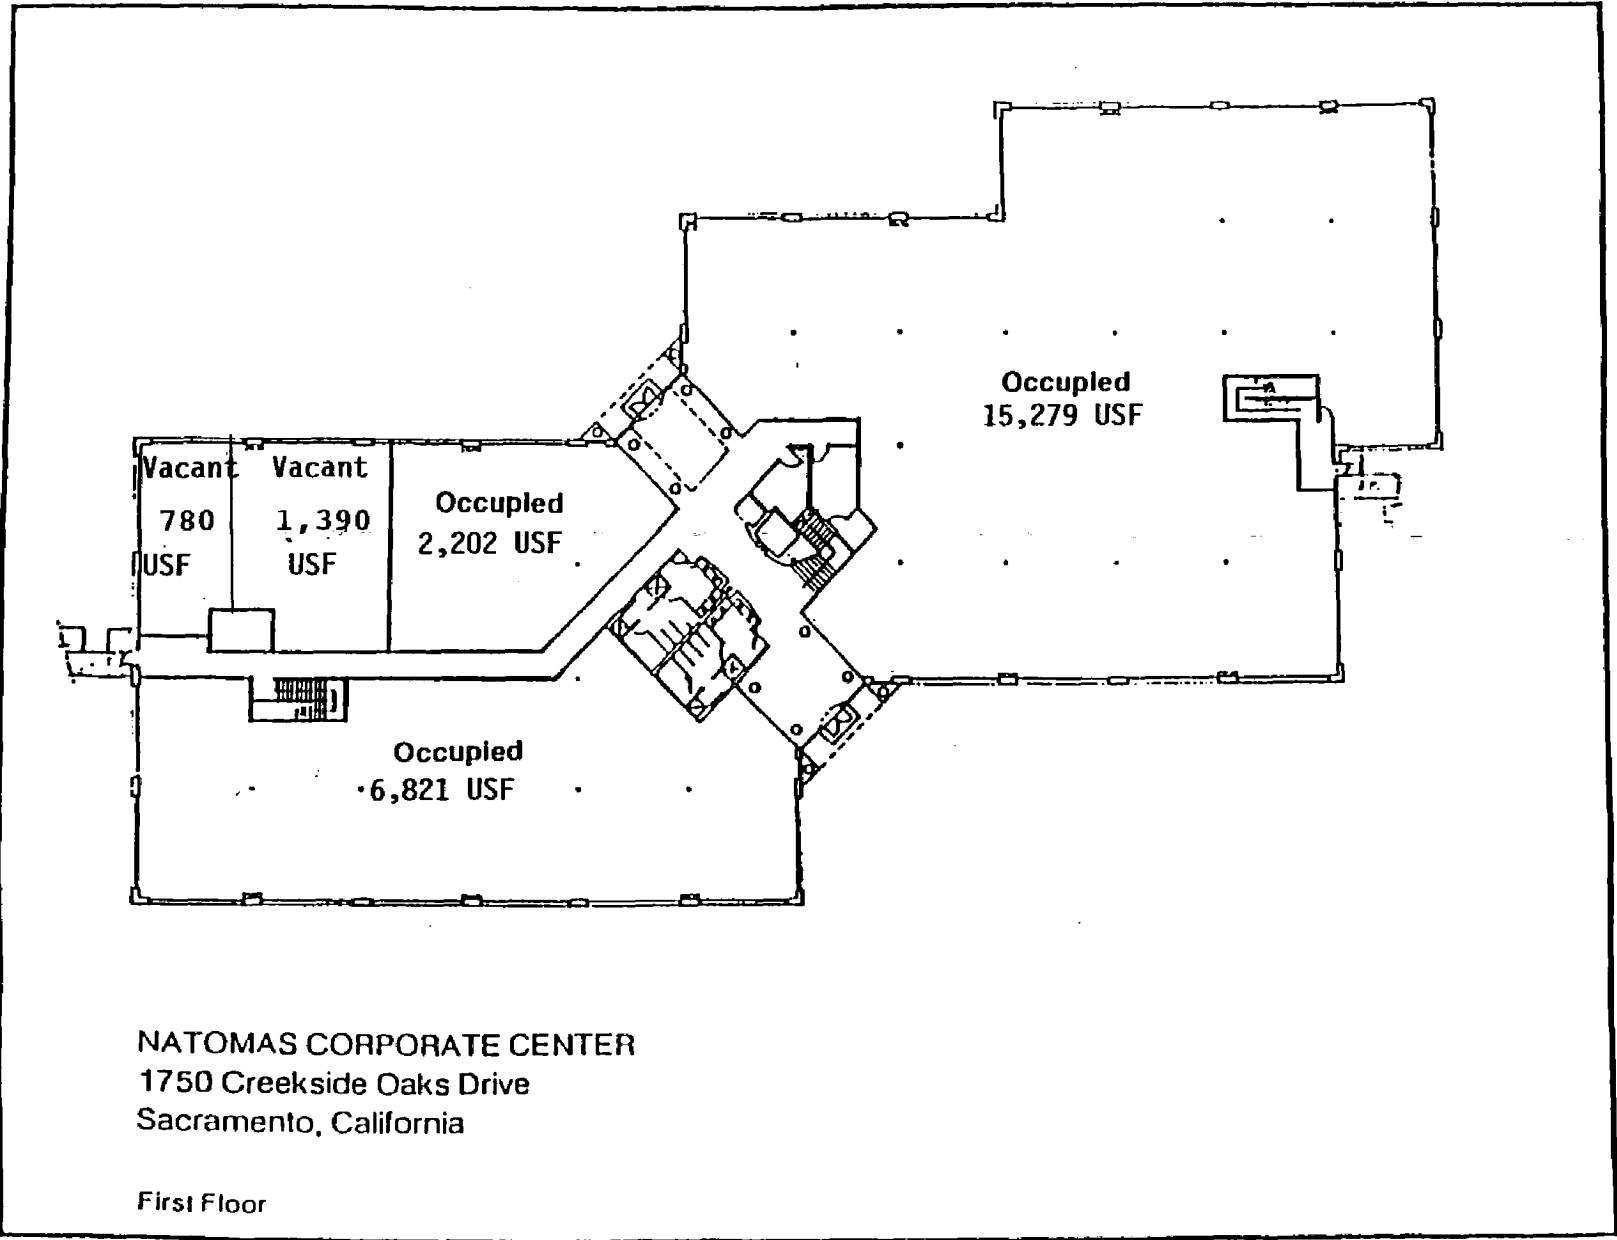 Occupied
15,279 USF
Vacant
780
USF
Vacant
1,390
USF
Occupied
2,202 USF
Occupied
6,821 USF
NATOMAS CORPORATE CENTER
1750 Creekside Oaks Drive
Sacramento, California
First Floor